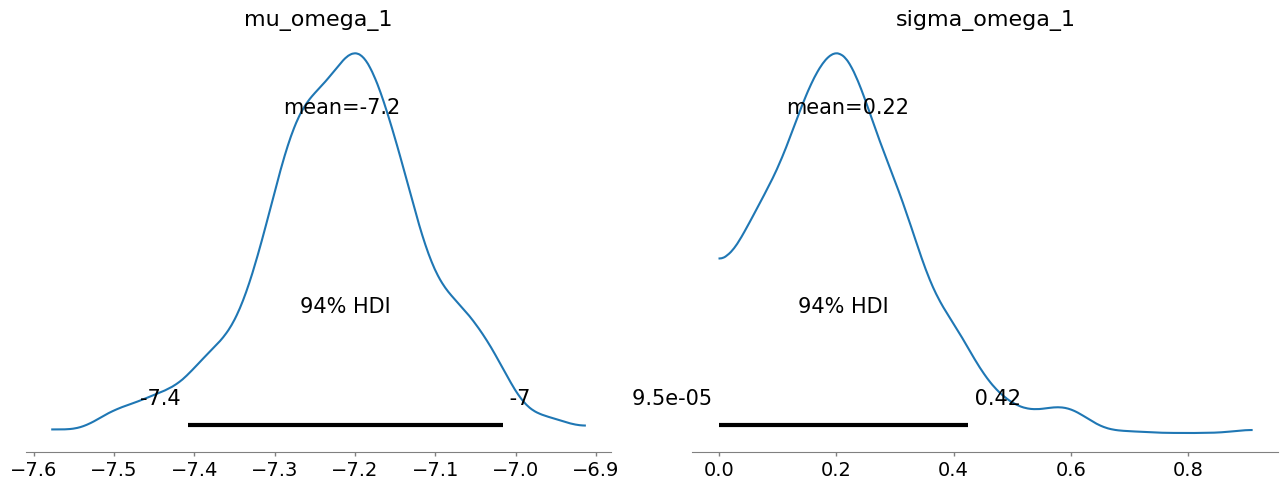 mu_omega_1
mean=-7.2
94% HDI
-7.4
-7
−7.6 −7.5 −7.4 −7.3 −7.2 −7.1 −7.0 −6.9
sigma_omega_1
mean=0.22
94% HDI
9.5e-05
0.42
0.0 0.2 0.4 0.6 0.8